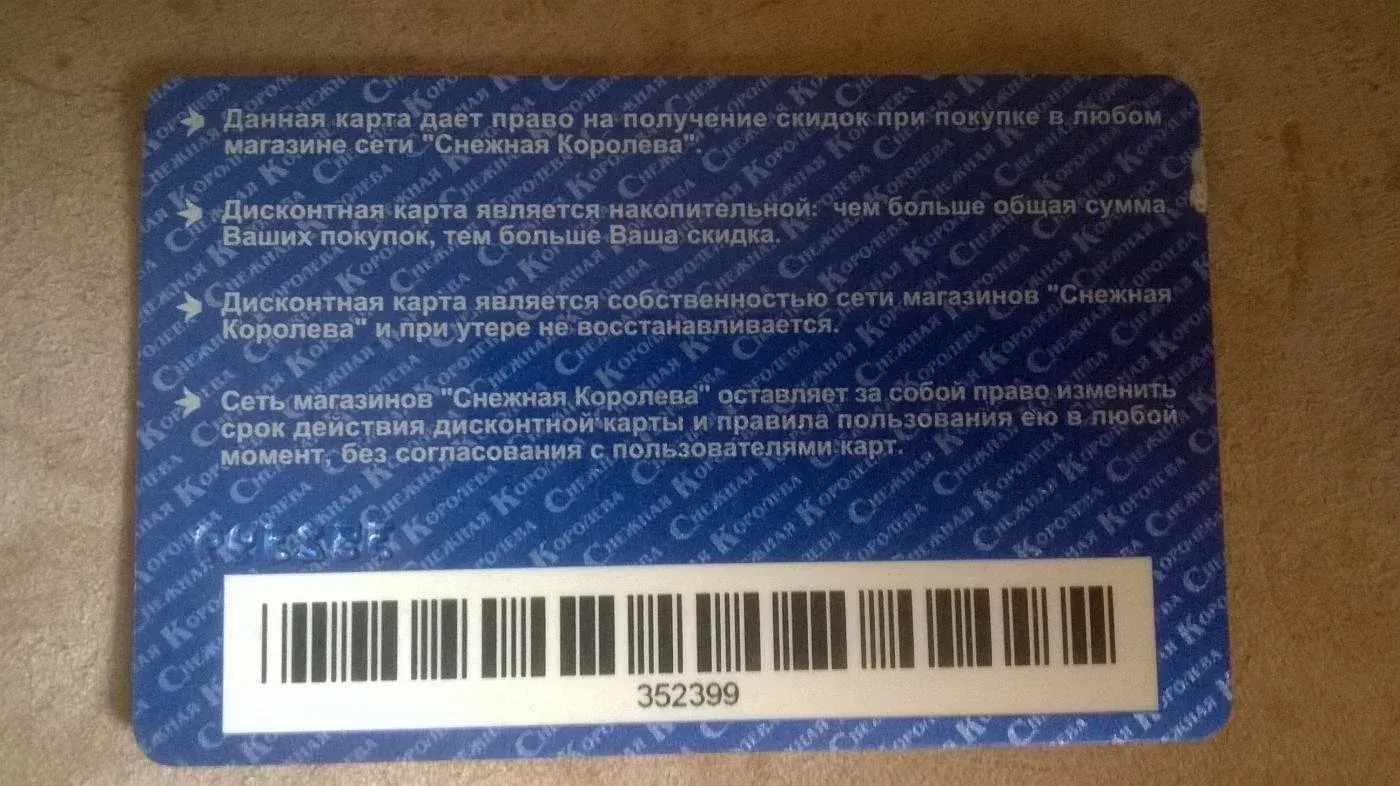 Данная карта дает право на получение скидок при покупке в любом
магазине сети "Снежная Королева".
Дисконтная карта является накопительной: чем больше общая сумма
Ваших покупок, тем больше Ваша скидка.
Дисконтная карта является собственностью сети магазинов "Снежная
Королева" и при утере не восстанавливается.
Сеть магазинов "Снежная Королева" оставляет за собой право изменить
срок действия дисконтной карты и правила пользования ею в любой
момент, без согласования с пользователями карт.
352399